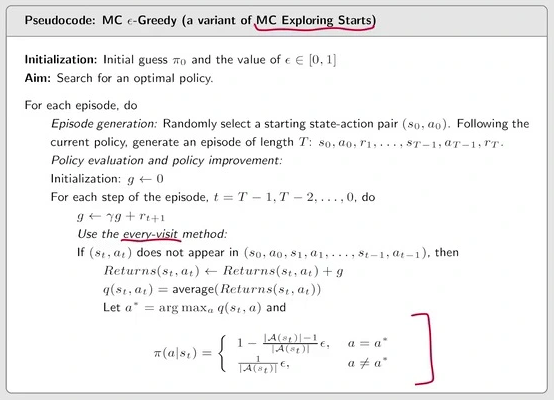 Pseudocode: MC ϵ-Greedy (a variant of MC Exploring Starts)
Initialization: Initial guess π₀ and the value of ϵ ∈ [0, 1]
Aim: Search for an optimal policy.
For each episode, do
Episode generation: Randomly select a starting state-action pair (s₀, a₀). Following the
current policy, generate an episode of length T: s₀, a₀, r₁, . . . , s_{T−1}, a_{T−1}, r_T.
Policy evaluation and policy improvement:
Initialization: g ← 0
For each step of the episode, t = T − 1, T − 2, . . . , 0, do
g ← γg + r_{t+1}
Use the every-visit method:
If (s_t, a_t) does not appear in (s₀, a₀, s₁, a₁, . . . , s_{t−1}, a_{t−1}), then
Returns(s_t, a_t) ← Returns(s_t, a_t) + g
q(s_t, a_t) = average(Returns(s_t, a_t))
Let a* = arg max_a q(s_t, a) and
π(a|s_t) = { 1 − (|A(s_t)|−1)/|A(s_t)| ϵ, a = a*
1/|A(s_t)| ϵ, a ≠ a*